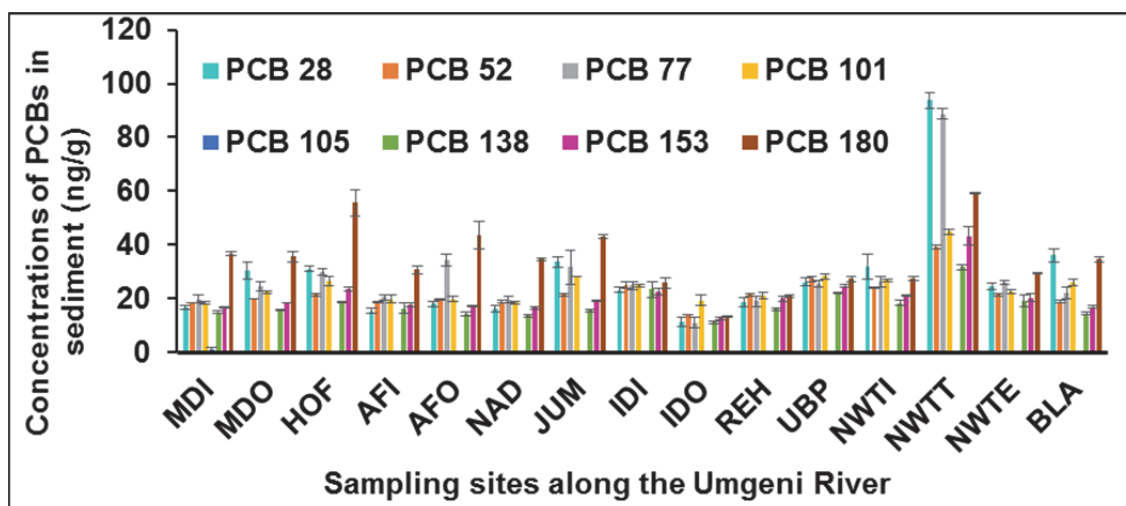 120
100
80
60
40
20
0
Concentrations of PCBs in
sediment (ng/g)
PCB 28 PCB 52 PCB 77 PCB 101
PCB 105 PCB 138 PCB 153 PCB 180
MDI MDO HOF AFI AFO NAD JUM IDI IDO REH UBP NWTI NWTT NWTE BLA
Sampling sites along the Umgeni River